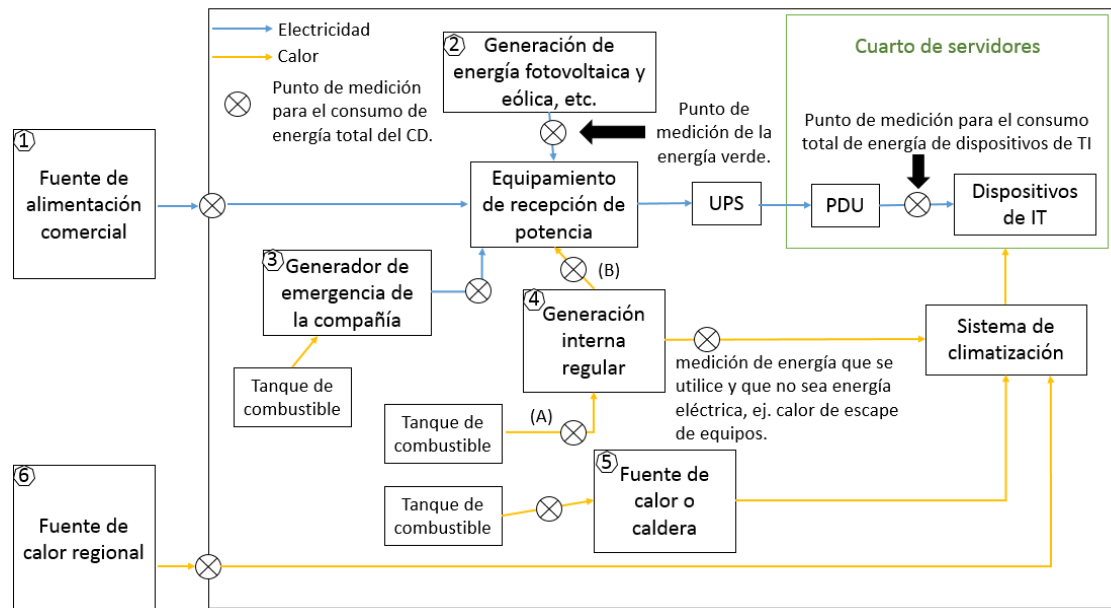 Electricidad
Calor
Punto de medición
para el consumo de
energía total del CD.
2
Generación de
energía fotovoltaica y
eólica, etc.
Punto de
medición de la
energía verde.
Cuarto de servidores
Punto de medición para el consumo
total de energía de dispositivos de TI
1
Fuente de
alimentación
comercial
Equipamiento
de recepción de
potencia
UPS
PDU
Dispositivos
de IT
3
Generador de
emergencia de
la compañía
(B)
4
Generación
interna
regular
Sistema de
climatización
medición de energía que se
utilice y que no sea energía
eléctrica, ej. calor de escape
de equipos.
Tanque de
combustible
(A)
Tanque de
combustible
5
Fuente de
calor o
caldera
Tanque de
combustible
6
Fuente de
calor regional